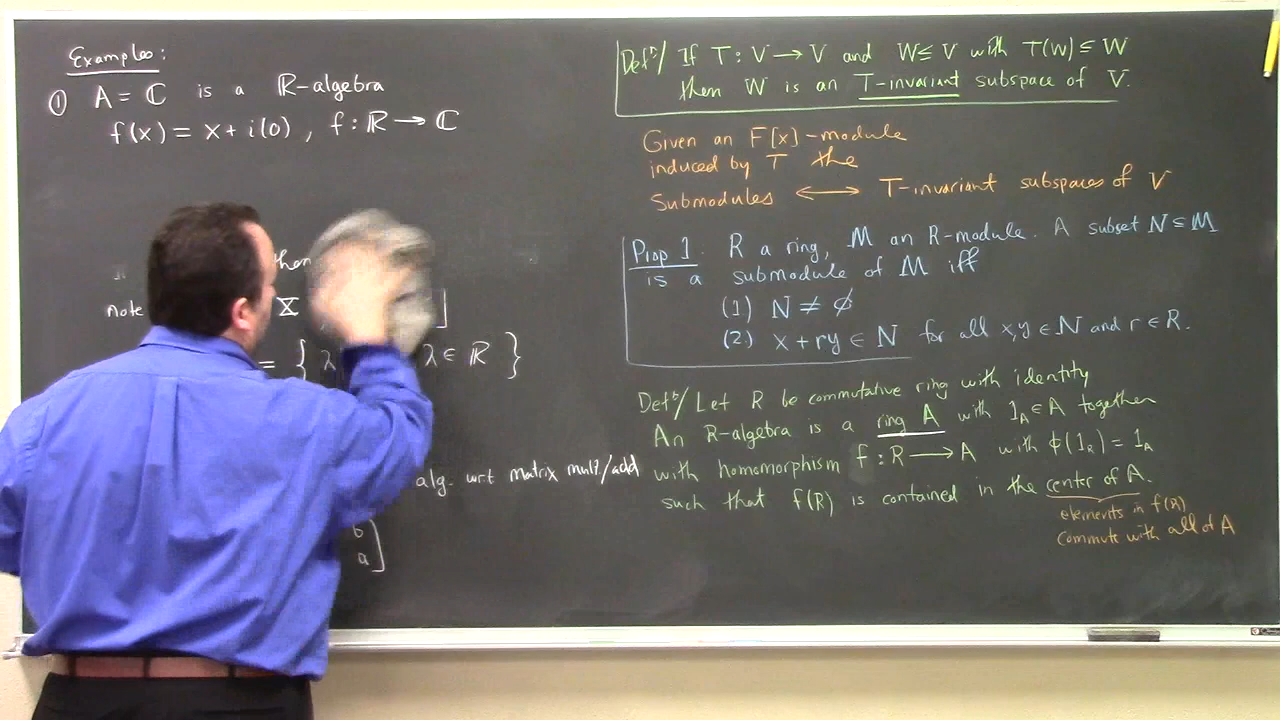 Examples:
① A = ℂ is a ℝ-algebra
f(x) = x + i(0) , f : ℝ → ℂ
then
note X ]
= { λ λ ∈ ℝ }
alg. wrt matrix mult/add
b
a ]
Defⁿ/ If T : V → V and W ≤ V with T(W) ≤ W
then W is an T-invariant subspace of V.
Given an F[x]-module
induced by T the
Submodules ⟷ T-invariant subspaces of V
Prop 1. R a ring, M an R-module. A subset N ⊆ M
is a submodule of M iff
(1) N ≠ ∅
(2) x + ry ∈ N for all x,y ∈ N and r ∈ R.
Defⁿ/ Let R be commutative ring with identity
An R-algebra is a ring A with 1_A ∈ A together
with homomorphism f : R ⟶ A with ϕ(1_R) = 1_A
such that f(R) is contained in the center of A.
elements in f(R)
commute with all of A